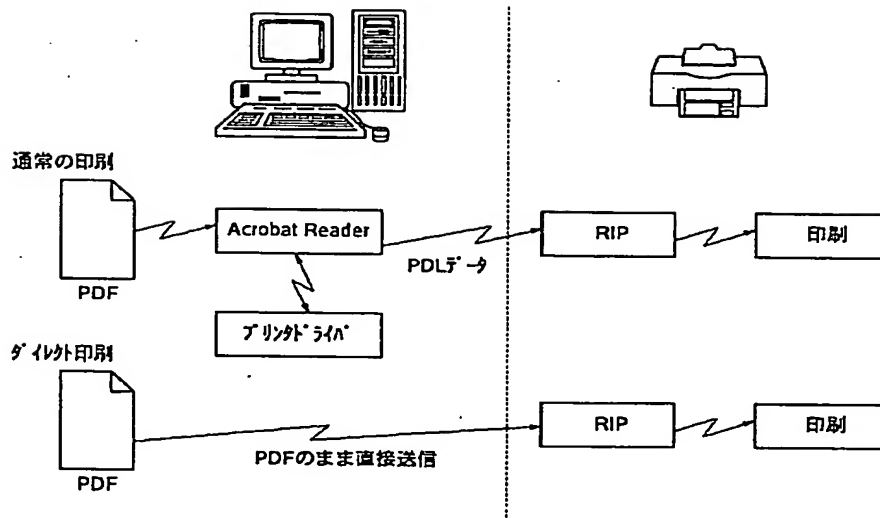 通常の印刷
PDF
Acrobat Reader
PDLﾃﾞｰﾀ
RIP
印刷
ﾌﾟﾘﾝﾀﾄﾞﾗｲﾊﾞ
ﾀﾞｲﾚｸﾄ印刷
PDF
PDFのまま直接送信
RIP
印刷